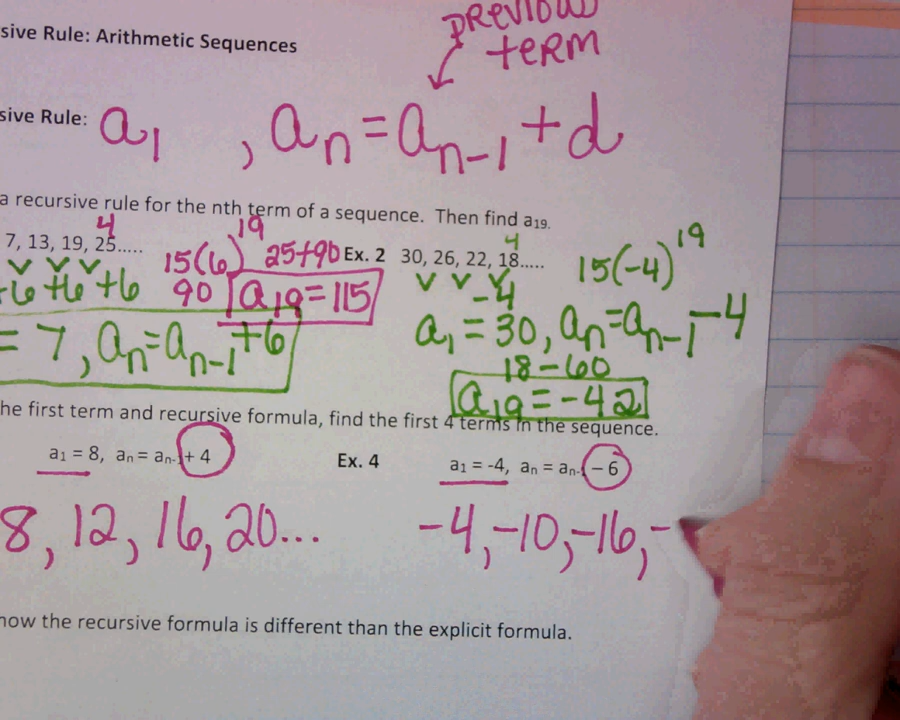 previous
term
sive Rule: Arithmetic Sequences
sive Rule: a₁ , aₙ = aₙ₋₁ + d
a recursive rule for the nth term of a sequence. Then find a₁₉.
4 19 4 19
7, 13, 19, 25..... 15(6) 25+90 Ex. 2 30, 26, 22, 18..... 15(-4)
+6 +6 +6 90 a₁₉ = 115 -4
= 7, aₙ = aₙ₋₁ + 6 a₁ = 30, aₙ = aₙ₋₁ - 4
18 - 60
a₁₉ = -42
he first term and recursive formula, find the first 4 terms in the sequence.
a₁ = 8, aₙ = aₙ₋₁ + 4 Ex. 4 a₁ = -4, aₙ = aₙ₋₁ - 6
8, 12, 16, 20... -4, -10, -16, -
how the recursive formula is different than the explicit formula.